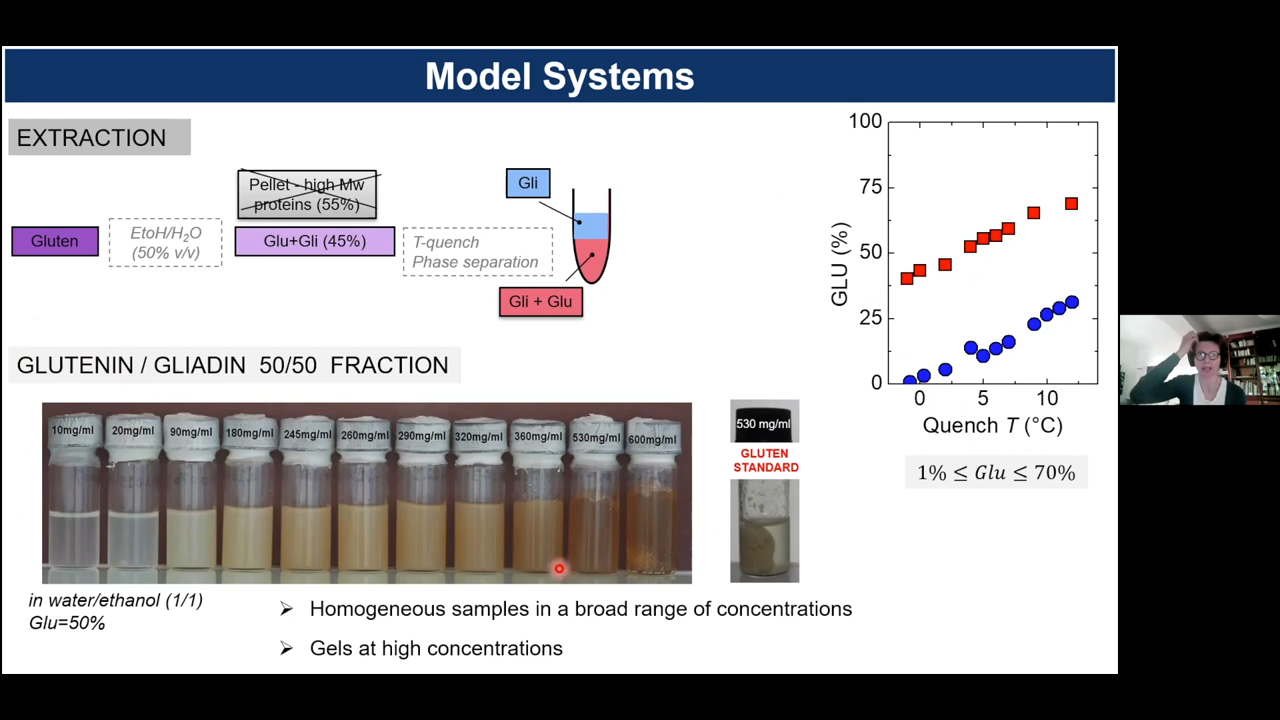 Model Systems
EXTRACTION
Pellet - high Mw
proteins (55%)
Gluten
EtoH/H2O
(50% v/v)
Glu+Gli (45%)
T-quench
Phase separation
Gli
Gli + Glu
GLU (%)
100
75
50
25
0
0 5 10
Quench T (°C)
1% ≤ Glu ≤ 70%
GLUTENIN / GLIADIN 50/50 FRACTION
10mg/ml 20mg/ml 90mg/ml 180mg/ml 245mg/ml 260mg/ml 290mg/ml 320mg/ml 360mg/ml 530mg/ml 600mg/ml
530 mg/ml
GLUTEN
STANDARD
in water/ethanol (1/1)
Glu=50%
➢ Homogeneous samples in a broad range of concentrations
➢ Gels at high concentrations